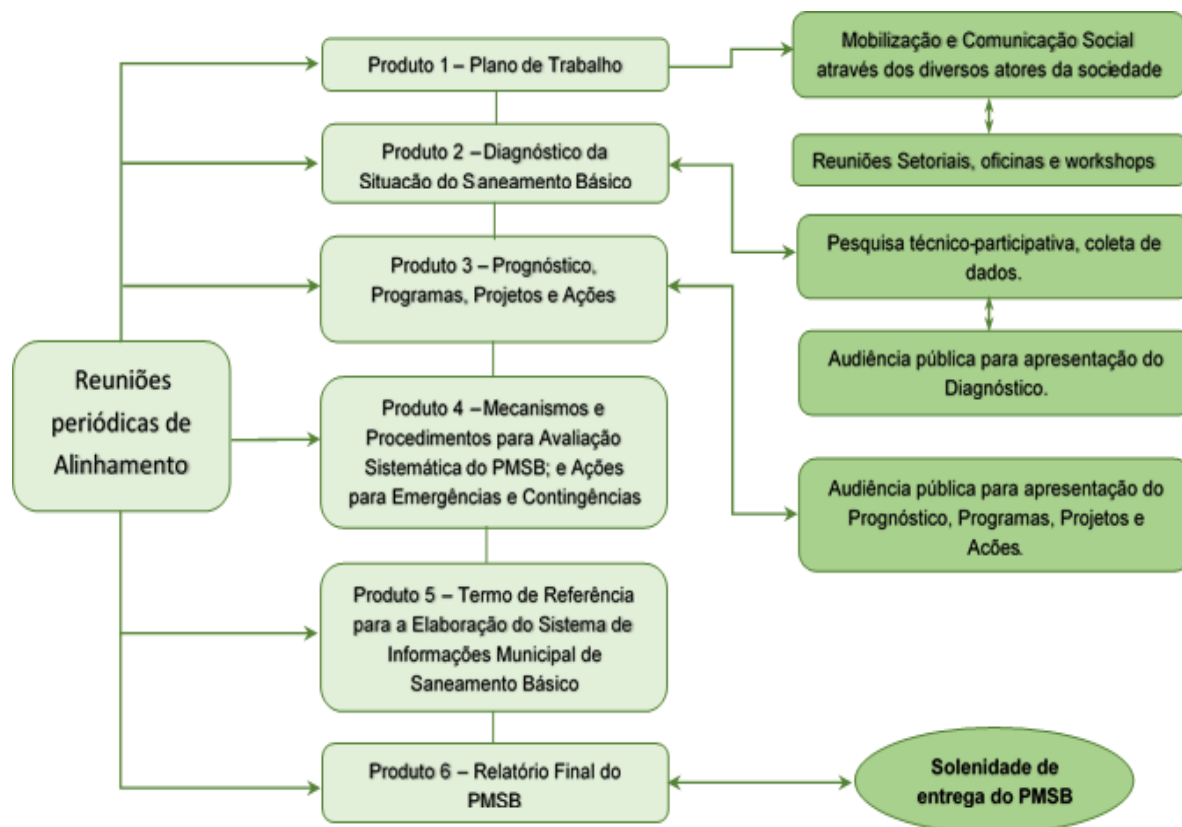 Reuniões
periódicas de
Alinhamento
Produto 1 – Plano de Trabalho
Produto 2 – Diagnóstico da
Situacão do Saneamento Básico
Produto 3 – Prognóstico,
Programas, Projetos e Ações
Produto 4 – Mecanismos e
Procedimentos para Avaliação
Sistemática do PMSB; e Ações
para Emergências e Contingências
Produto 5 – Termo de Referência
para a Elaboração do Sistema de
Informações Municipal de
Saneamento Básico
Produto 6 – Relatório Final do
PMSB
Mobilização e Comunicação Social
através dos diversos atores da sociedade
Reuniões Setoriais, oficinas e workshops
Pesquisa técnico-participativa, coleta de
dados.
Audiência pública para apresentação do
Diagnóstico.
Audiência pública para apresentação do
Prognóstico, Programas, Projetos e
Acões.
Solenidade de
entrega do PMSB